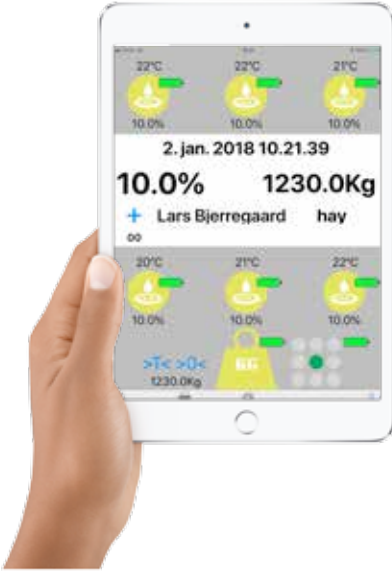 22°C 22°C 21°C
10.0% 10.0% 10.0%
2. jan. 2018 10.21.39
10.0% 1230.0Kg
+ Lars Bjerregaard hay
∞
20°C 21°C 22°C
10.0% 10.0% 10.0%
>T< >0<
1230.0Kg